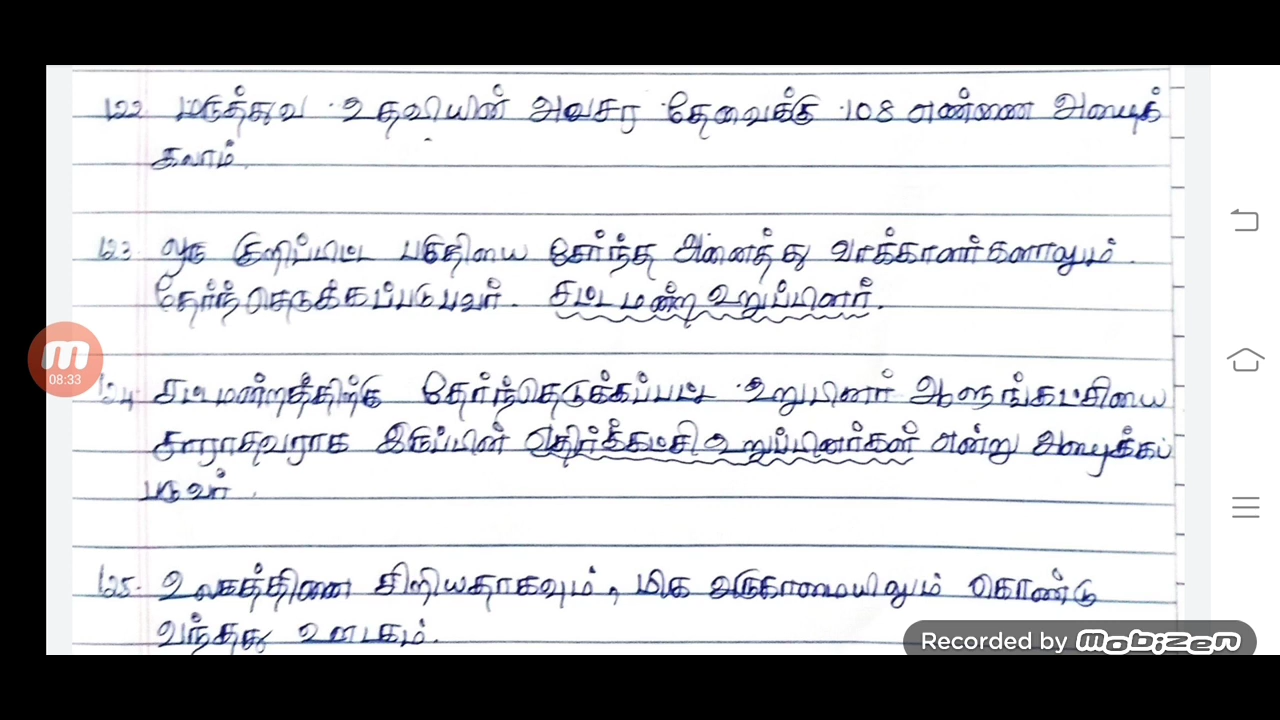 122. மருத்துவ உதவியின் அவசர தேவைக்கு 108 எண்ணை அழைக்
கலாம்.
123. ஒரு குறிப்பிட்ட பகுதியை சேர்ந்த அனைத்து வாக்காளர்களாலும்.
தேர்ந்தெடுக்கப்படுபவர். சட்டமன்ற உறுப்பினர்.
08:33
124. சட்டமன்றத்திற்கு தேர்ந்தெடுக்கப்பட்ட உறுபினர் ஆளுங்கட்சியை
சாராதவராக இருப்பின் எதிர்க்கட்சி உறுப்பினர்கள் என்று அழைக்கப்
படுவர்.
125. உலகத்தினை சிறியதாகவும், மிக அருகாமையிலும் கொண்டு
வந்தது ஊடகம்.
Recorded by mobizen